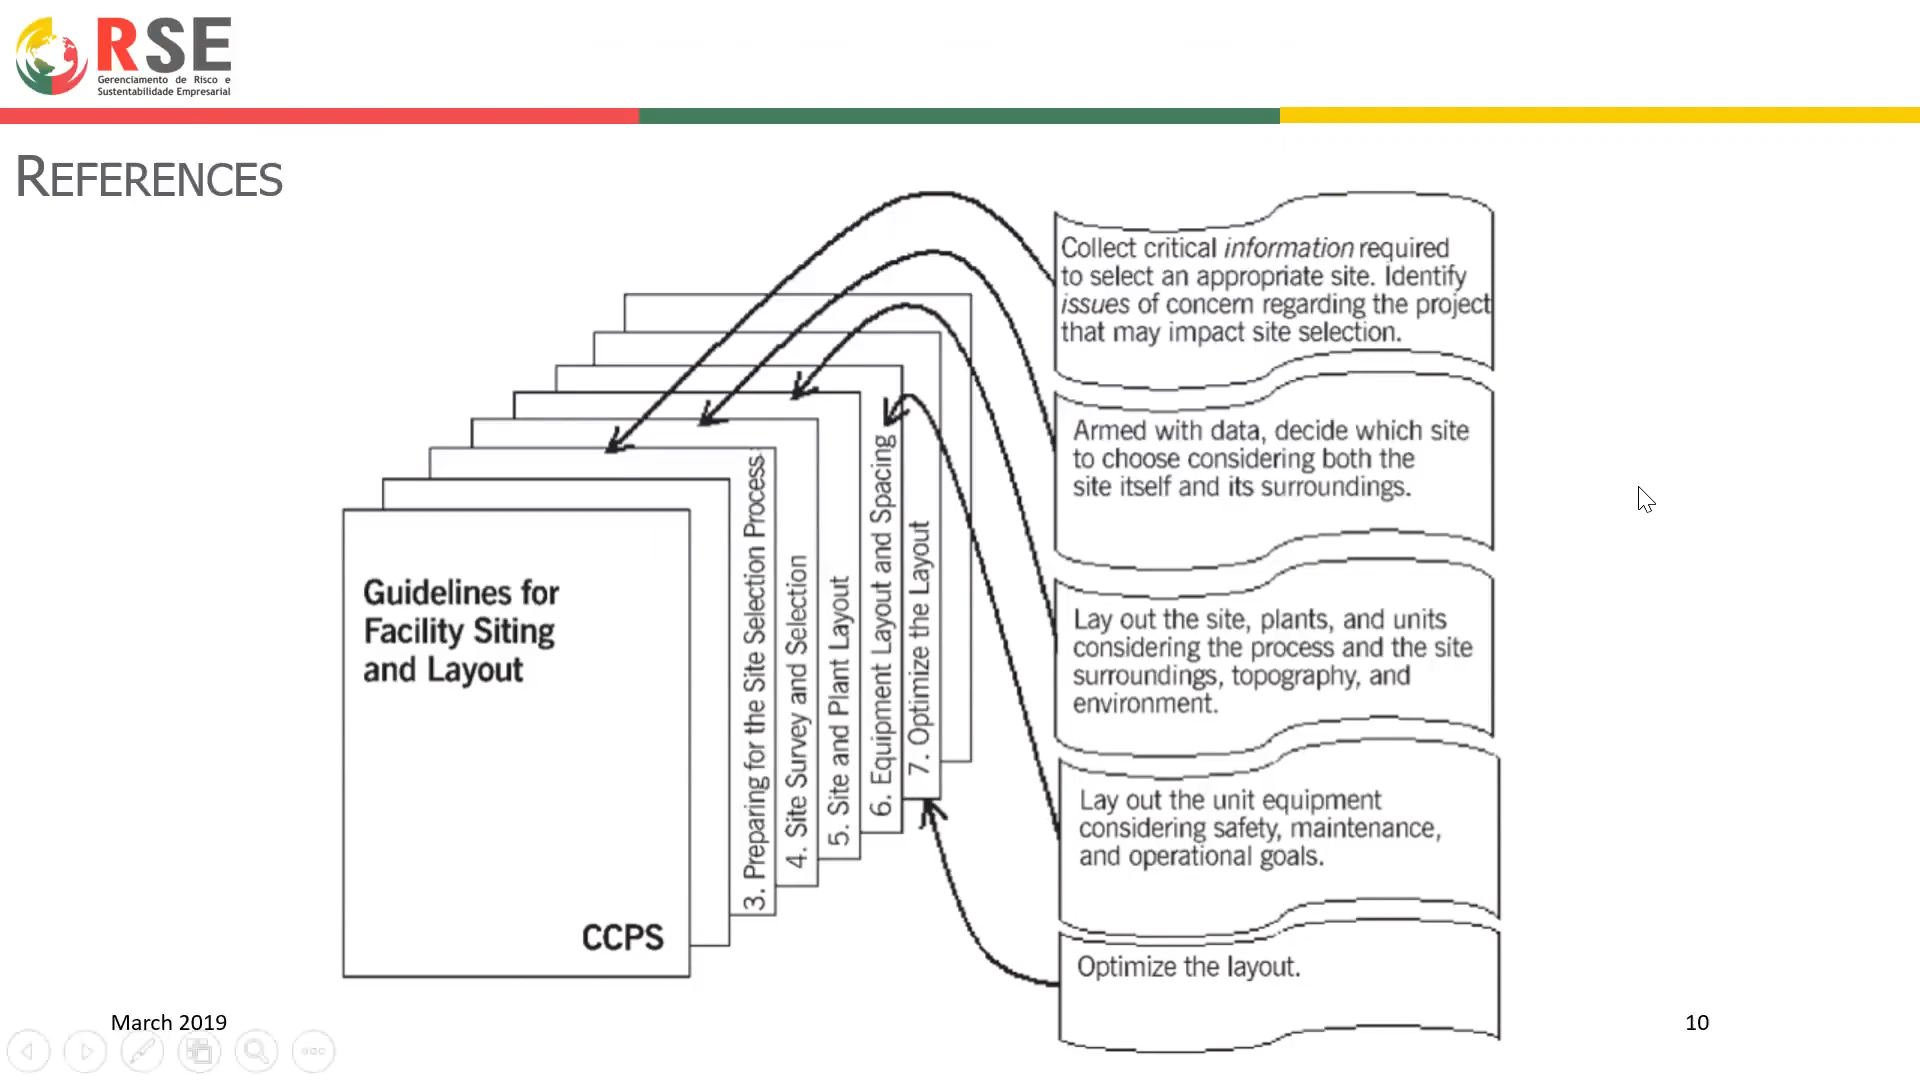 RSE
Gerenciamento de Risco e
Sustentabilidade Empresarial
REFERENCES
Collect critical information required
to select an appropriate site. Identify
issues of concern regarding the project
that may impact site selection.
Armed with data, decide which site
to choose considering both the
site itself and its surroundings.
Lay out the site, plants, and units
considering the process and the site
surroundings, topography, and
environment.
Lay out the unit equipment
considering safety, maintenance,
and operational goals.
Optimize the layout.
Guidelines for
Facility Siting
and Layout
CCPS
3. Preparing for the Site Selection Process
4. Site Survey and Selection
5. Site and Plant Layout
6. Equipment Layout and Spacing
7. Optimize the Layout
March 2019
10